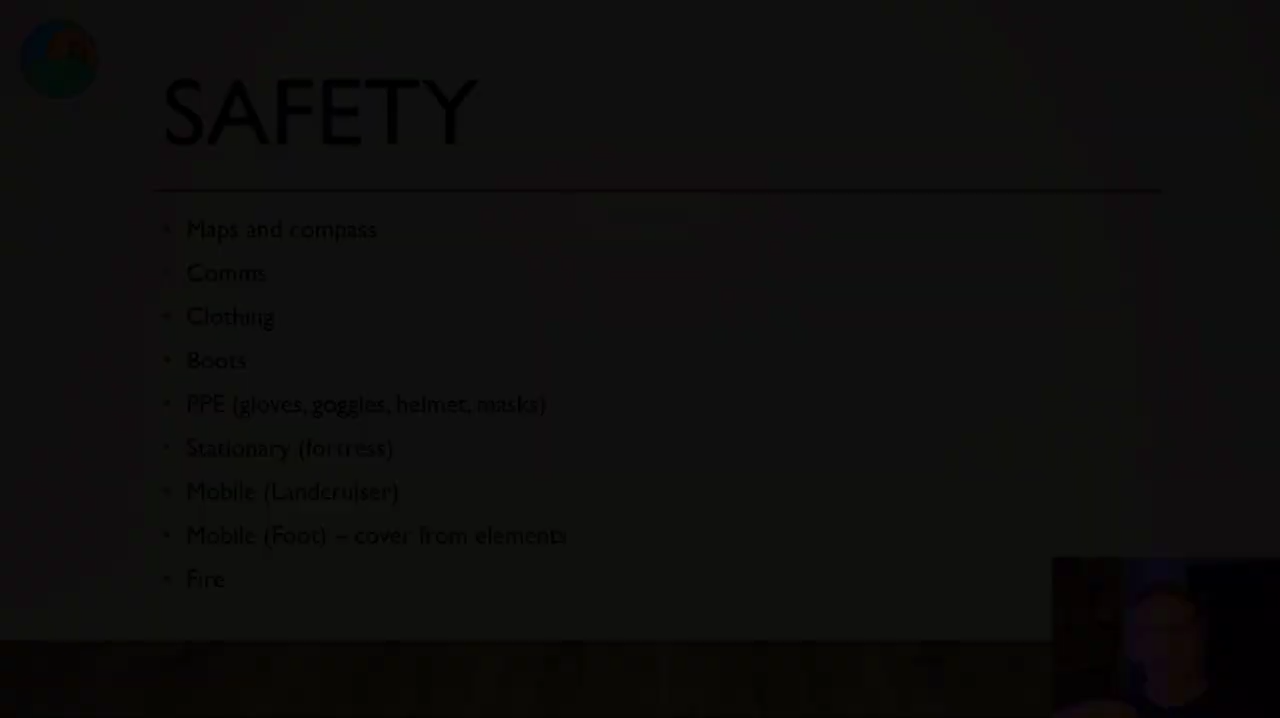 SAFETY
Maps and compass
Comms
Clothing
Boots
PPE (gloves, goggles, helmet, masks)
Stationary (fortress)
Mobile (Landcruiser)
Mobile (Foot) – cover from elements
Fire